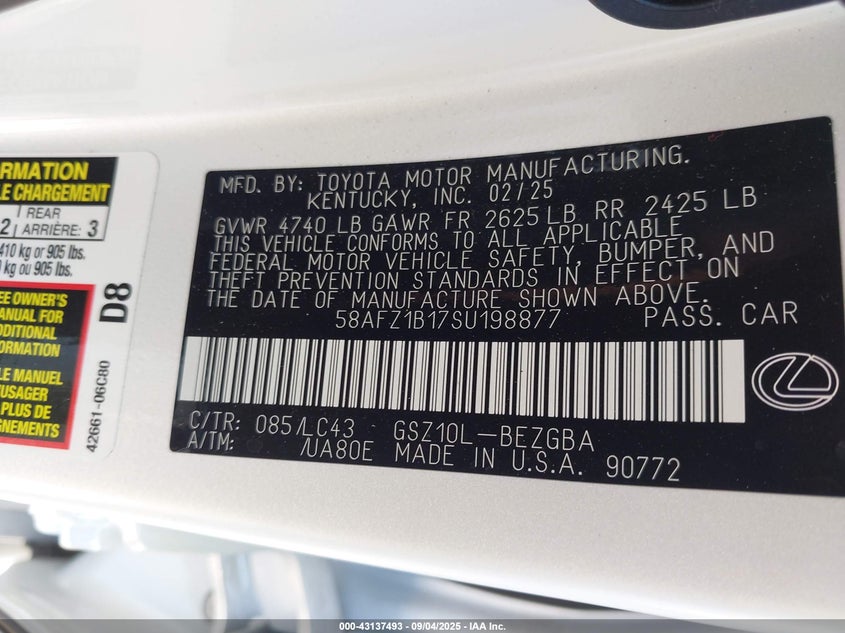 RMATION
LE CHARGEMENT
2 | REAR
ARRIÈRE: 3
410 kg or 905 lbs.
kg ou 905 lbs.
EE OWNER'S
ANUAL FOR
ADDITIONAL
FORMATION
LE MANUEL
'USAGER
PLUS DE
GNEMENTS
D8
42661-06C80
MFD. BY: TOYOTA MOTOR MANUFACTURING.
KENTUCKY, INC. 02/25
GVWR 4740 LB GAWR FR 2625 LB RR 2425 LB
THIS VEHICLE CONFORMS TO ALL APPLICABLE
FEDERAL MOTOR VEHICLE SAFETY, BUMPER, AND
THEFT PREVENTION STANDARDS IN EFFECT ON
THE DATE OF MANUFACTURE SHOWN ABOVE.
58AFZ1B17SU198877 PASS. CAR
C/TR: 085/LC43 GSZ10L-BEZGBA
A/TM: /UA80E MADE IN U.S.A. 90772
000-43137493 - 09/04/2025 - IAA Inc.